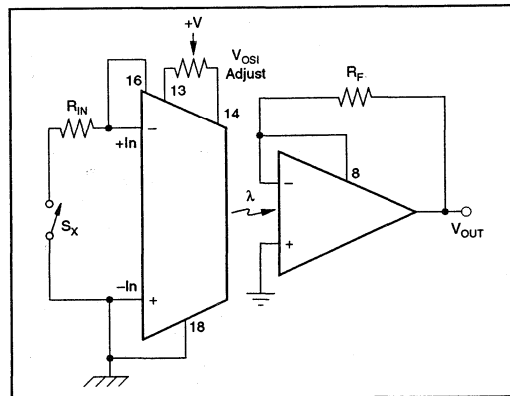 +V
V_OSI
Adjust
16
13
14
R_IN
+In
−
S_X
−In
+
18
λ
R_F
8
−
+
V_OUT